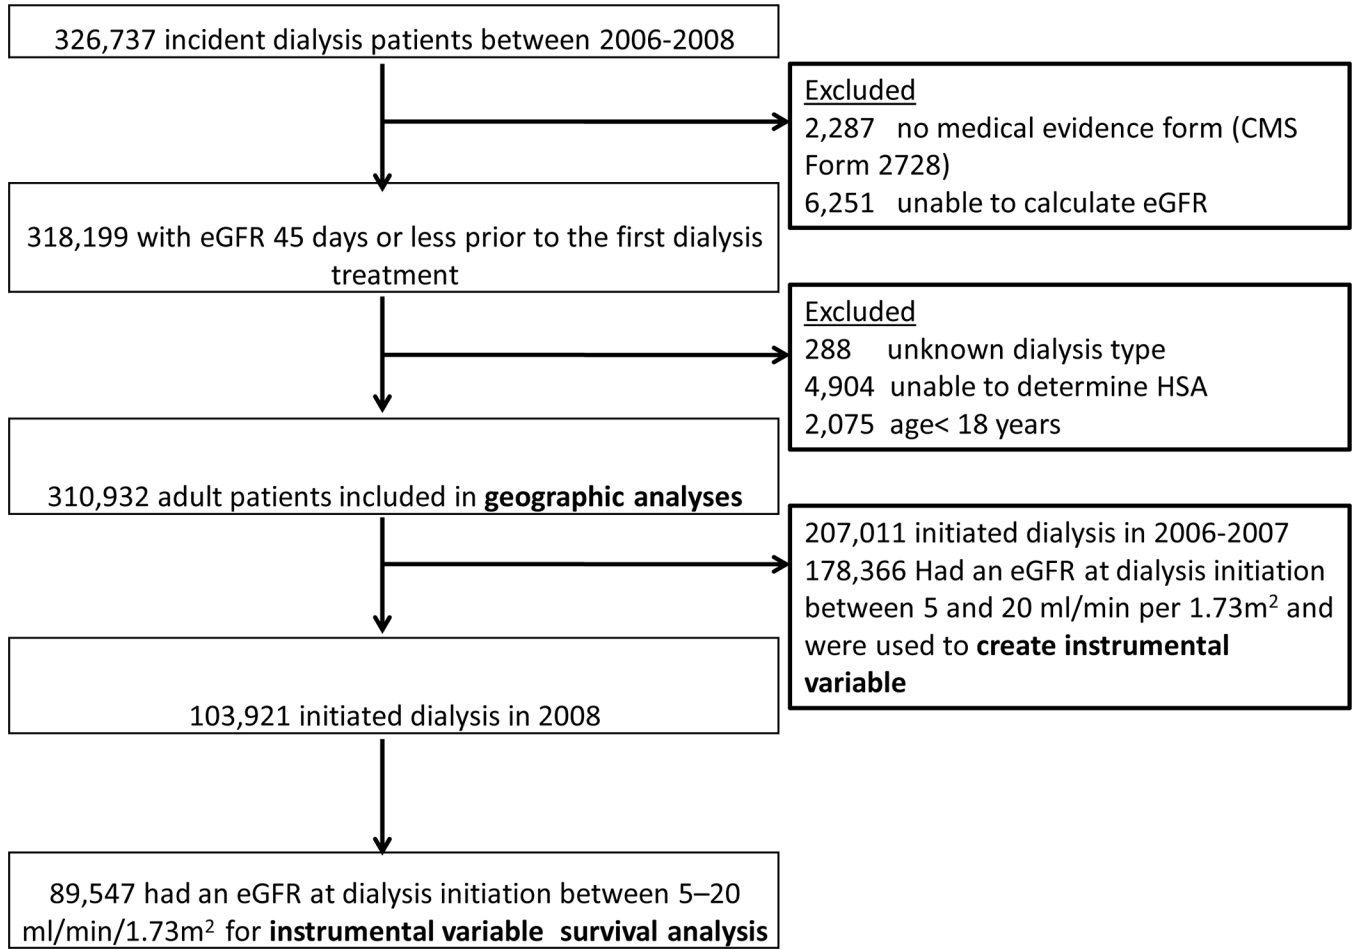 326,737 incident dialysis patients between 2006-2008
Excluded
2,287 no medical evidence form (CMS
Form 2728)
6,251 unable to calculate eGFR
318,199 with eGFR 45 days or less prior to the first dialysis
treatment
Excluded
288 unknown dialysis type
4,904 unable to determine HSA
2,075 age< 18 years
310,932 adult patients included in geographic analyses
207,011 initiated dialysis in 2006-2007
178,366 Had an eGFR at dialysis initiation
between 5 and 20 ml/min per 1.73m² and
were used to create instrumental
variable
103,921 initiated dialysis in 2008
89,547 had an eGFR at dialysis initiation between 5–20
ml/min/1.73m² for instrumental variable survival analysis